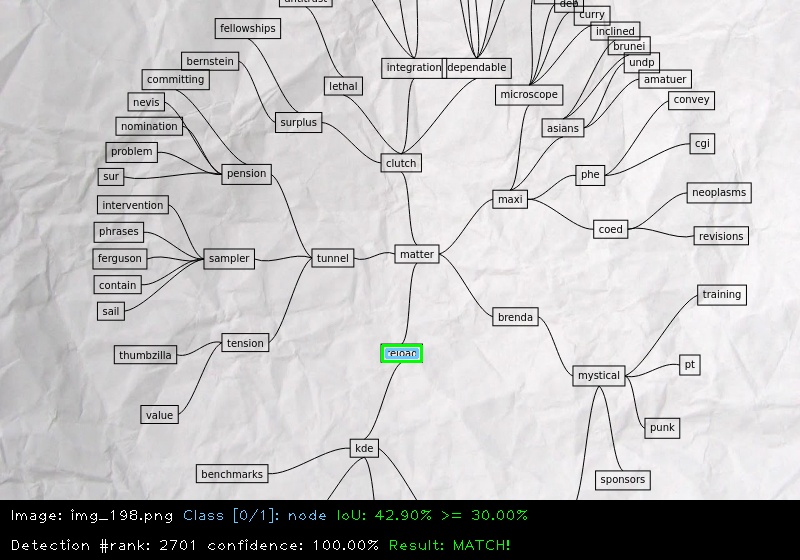 antitrust
deb
curry
fellowships
inclined
brunei
bernstein
integration
dependable
undp
committing
lethal
amatuer
nevis
microscope
convey
nomination
surplus
asians
problem
cgi
sur
pension
clutch
phe
intervention
maxi
neoplasms
phrases
coed
revisions
ferguson
sampler
tunnel
matter
contain
training
sail
brenda
thumbzilla
tension
reload
pt
mystical
value
punk
kde
benchmarks
sponsors
Image: img_198.png Class [0/1]: node IoU: 42.90% >= 30.00%
Detection #rank: 2701 confidence: 100.00% Result: MATCH!